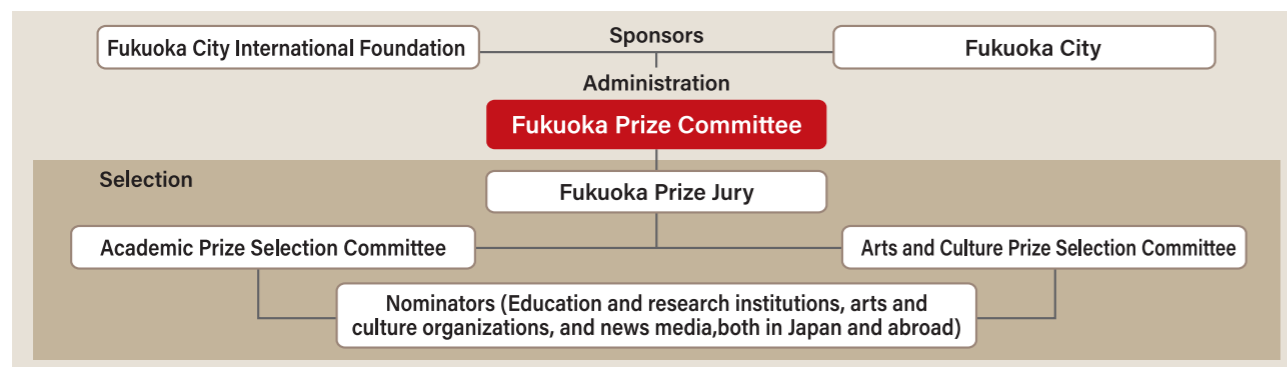 Fukuoka City International Foundation
Sponsors
Fukuoka City
Administration
Fukuoka Prize Committee
Selection
Fukuoka Prize Jury
Academic Prize Selection Committee
Arts and Culture Prize Selection Committee
Nominators (Education and research institutions, arts and
culture organizations, and news media,both in Japan and abroad)